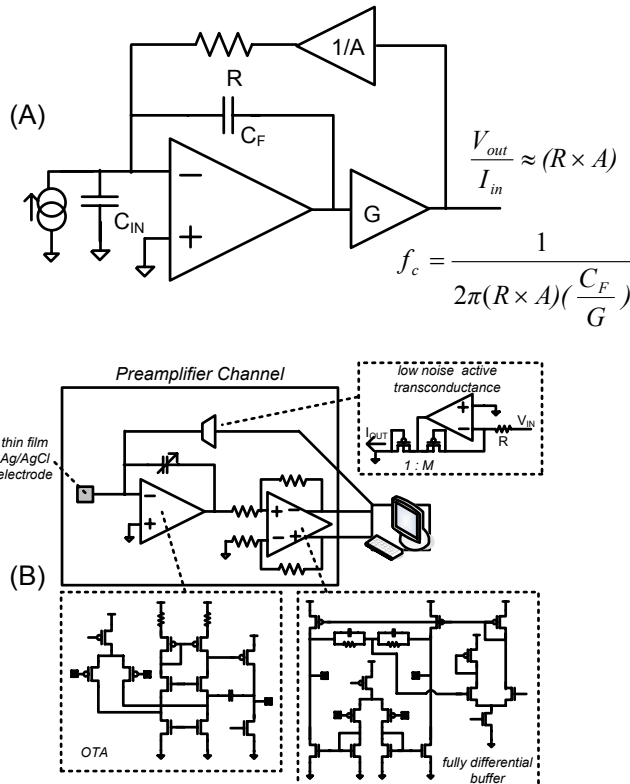 1/A
R
(A)
C_F
V_out / I_in ≈ (R × A)
−
C_IN
+
G
f_c = 1 / 2π(R × A)(C_F / G)
Preamplifier Channel
low noise active
transconductance
thin film
Ag/AgCl
electrode
I_OUT
V_IN
R
1 : M
−
+
−
+
+ −
− +
(B)
OTA
fully differential
buffer